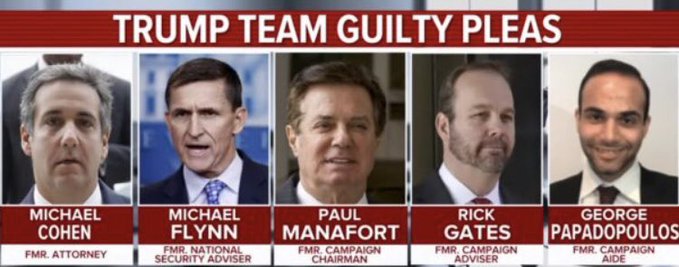 TRUMP TEAM GUILTY PLEAS
MICHAEL
COHEN
FMR. ATTORNEY
MICHAEL
FLYNN
FMR. NATIONAL
SECURITY ADVISER
PAUL
MANAFORT
FMR. CAMPAIGN
CHAIRMAN
RICK
GATES
FMR. CAMPAIGN
ADVISER
GEORGE
PAPADOPOULOS
FMR. CAMPAIGN
AIDE